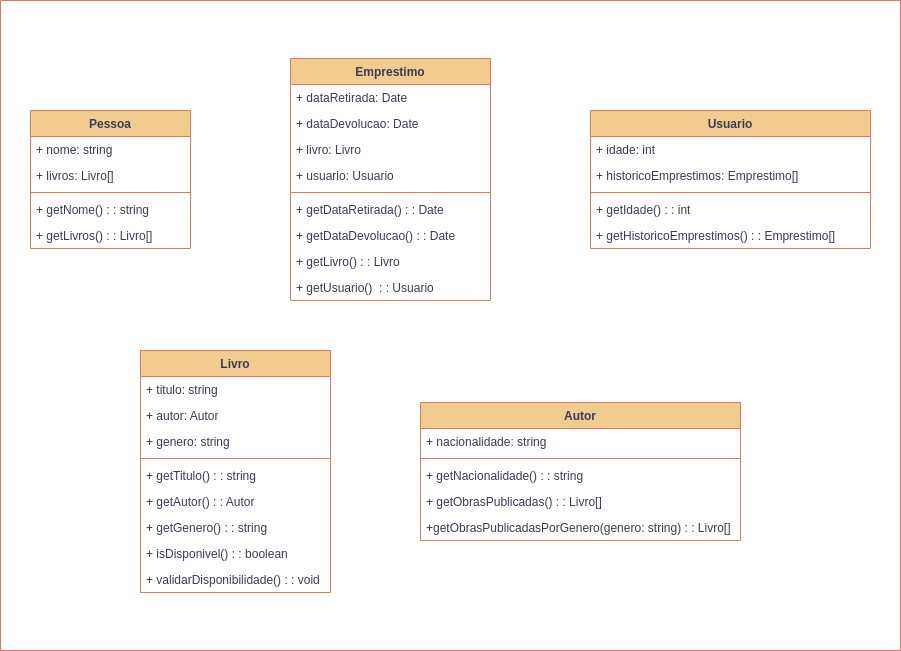 Pessoa
+ nome: string
+ livros: Livro[]
+ getNome() : : string
+ getLivros() : : Livro[]
Emprestimo
+ dataRetirada: Date
+ dataDevolucao: Date
+ livro: Livro
+ usuario: Usuario
+ getDataRetirada() : : Date
+ getDataDevolucao() : : Date
+ getLivro() : : Livro
+ getUsuario()  : : Usuario
Usuario
+ idade: int
+ historicoEmprestimos: Emprestimo[]
+ getIdade() : : int
+ getHistoricoEmprestimos() : : Emprestimo[]
Livro
+ titulo: string
+ autor: Autor
+ genero: string
+ getTitulo() : : string
+ getAutor() : : Autor
+ getGenero() : : string
+ isDisponivel() : : boolean
+ validarDisponibilidade() : : void
Autor
+ nacionalidade: string
+ getNacionalidade() : : string
+ getObrasPublicadas() : : Livro[]
+getObrasPublicadasPorGenero(genero: string) : : Livro[]